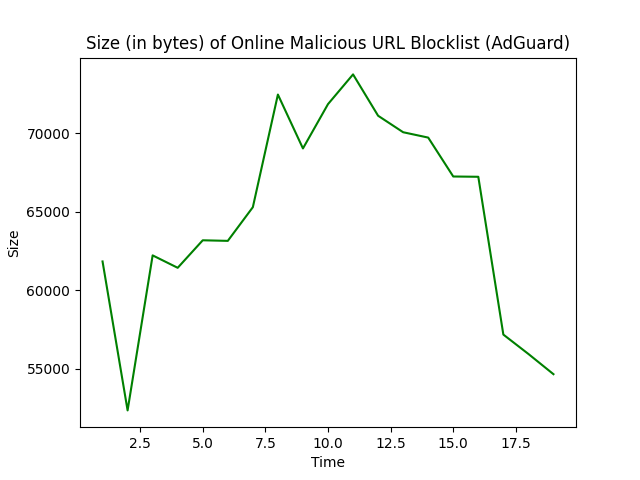 Size (in bytes) of Online Malicious URL Blocklist (AdGuard)
70000
65000
60000
55000
Size
2.5 5.0 7.5 10.0 12.5 15.0 17.5
Time